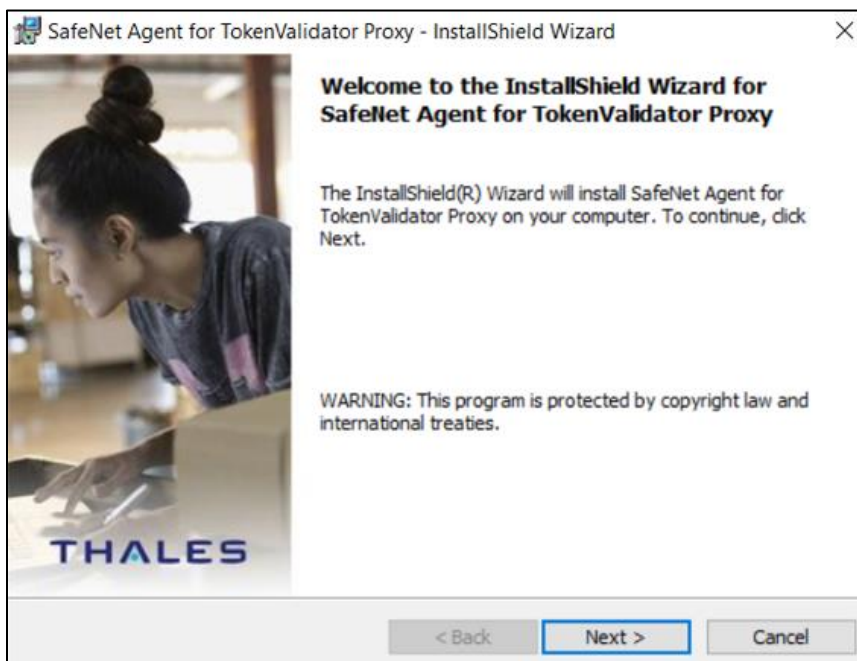 SafeNet Agent for TokenValidator Proxy - InstallShield Wizard
Welcome to the InstallShield Wizard for
SafeNet Agent for TokenValidator Proxy
The InstallShield(R) Wizard will install SafeNet Agent for
TokenValidator Proxy on your computer. To continue, click
Next.
WARNING: This program is protected by copyright law and
international treaties.
THALES
< Back
Next >
Cancel